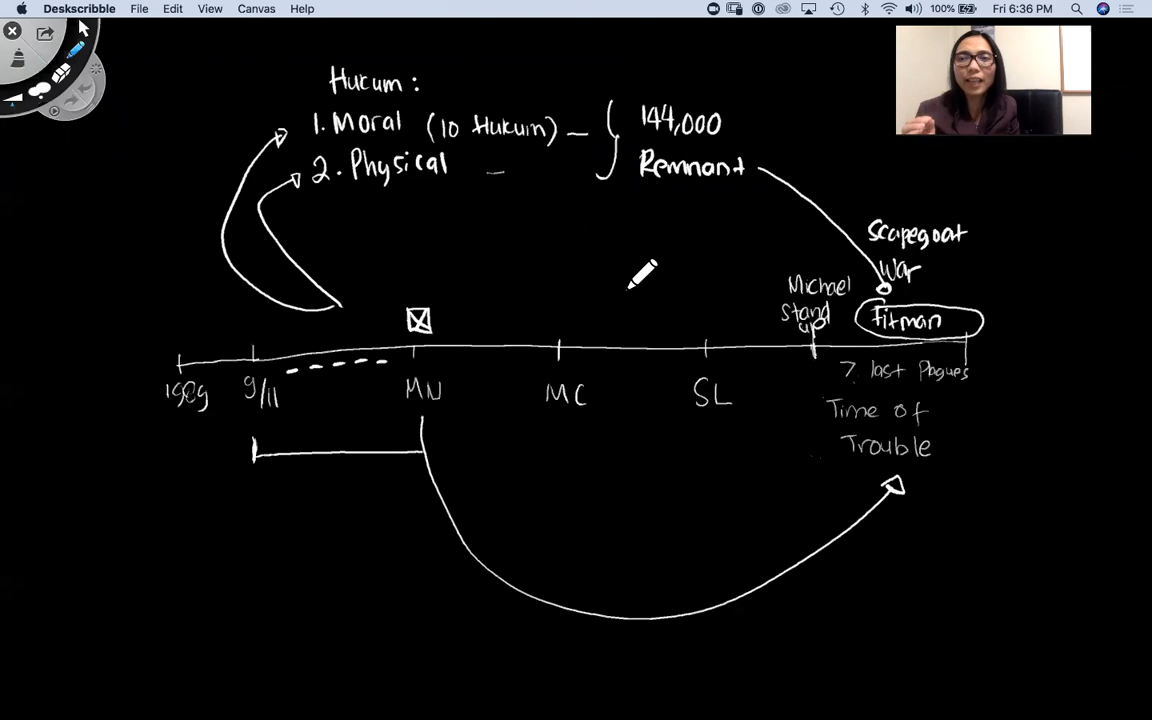 Deskscribble File Edit View Canvas Help 100% Fri 6:36 PM
Hukum :
1. Moral (10 Hukum) –
2. Physical –
144,000
Remnant
Scapegoat
War
Michael
Stand
up
Fitman
1989 9/11 MN MC SL
7 last Plagues
Time of
Trouble